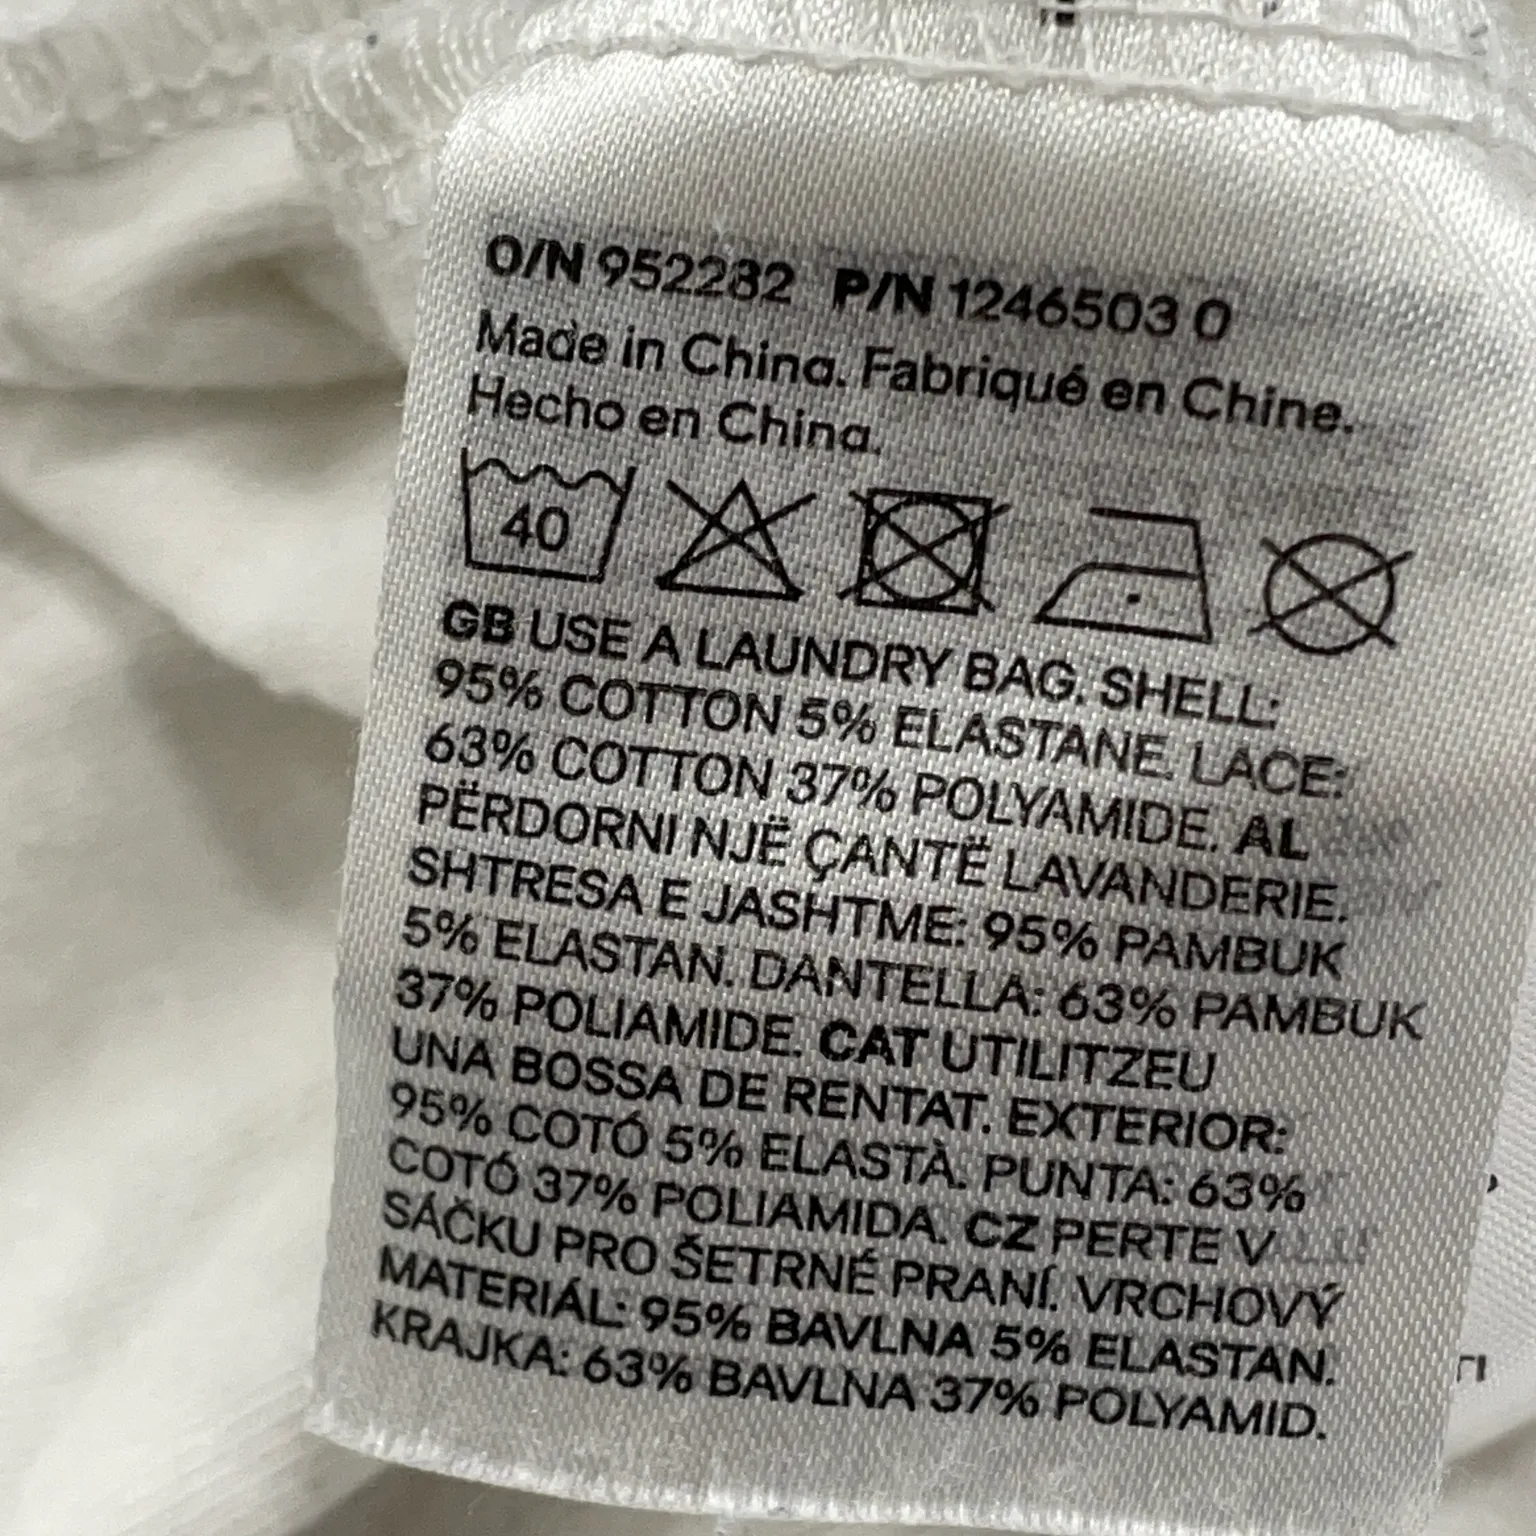 O/N 952282 P/N 1246503 0
Made in China. Fabriqué en Chine.
Hecho en China.
40
GB USE A LAUNDRY BAG. SHELL:
95% COTTON 5% ELASTANE. LACE:
63% COTTON 37% POLYAMIDE. AL
PËRDORNI NJË ÇANTË LAVANDERIE.
SHTRESA E JASHTME: 95% PAMBUK
5% ELASTAN. DANTELLA: 63% PAMBUK
37% POLIAMIDE. CAT UTILITZEU
UNA BOSSA DE RENTAT. EXTERIOR:
95% COTÓ 5% ELASTÀ. PUNTA: 63%
COTÓ 37% POLIAMIDA. CZ PERTE V
SÁČKU PRO ŠETRNÉ PRANÍ. VRCHOVÝ
MATERIÁL: 95% BAVLNA 5% ELASTAN.
KRAJKA: 63% BAVLNA 37% POLYAMID.